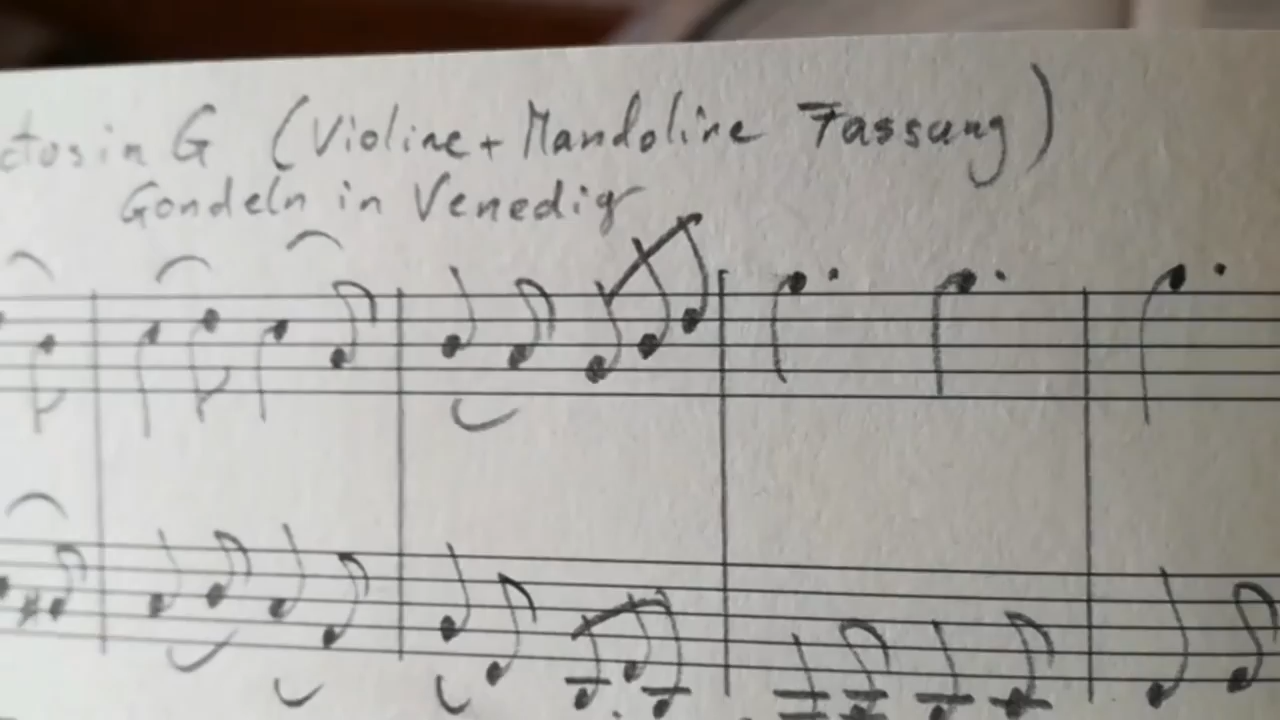 ctos in G (Violine + Mandoline Fassung)
Gondeln in Venedig